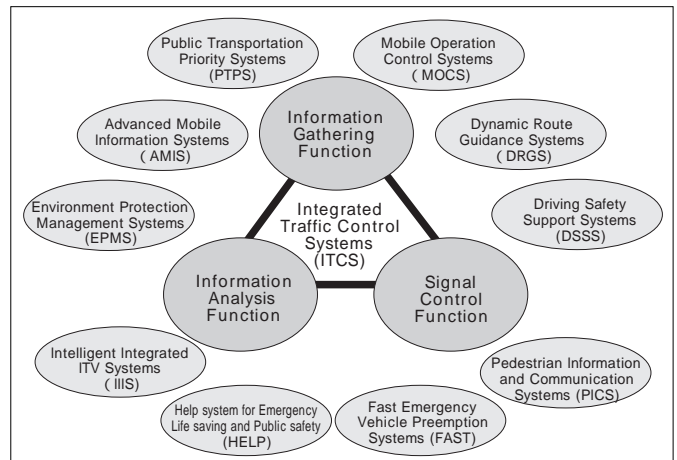 Public Transportation
Priority Systems
(PTPS)
Mobile Operation
Control Systems
(MOCS)
Information
Gathering
Function
Advanced Mobile
Information Systems
(AMIS)
Dynamic Route
Guidance Systems
(DRGS)
Environment Protection
Management Systems
(EPMS)
Integrated
Traffic Control
Systems
(ITCS)
Driving Safety
Support Systems
(DSSS)
Information
Analysis
Function
Signal
Control
Function
Intelligent Integrated
ITV Systems
(IIIS)
Pedestrian Information
and Communication
Systems (PICS)
Help system for Emergency
Life saving and Public safety
(HELP)
Fast Emergency
Vehicle Preemption
Systems (FAST)